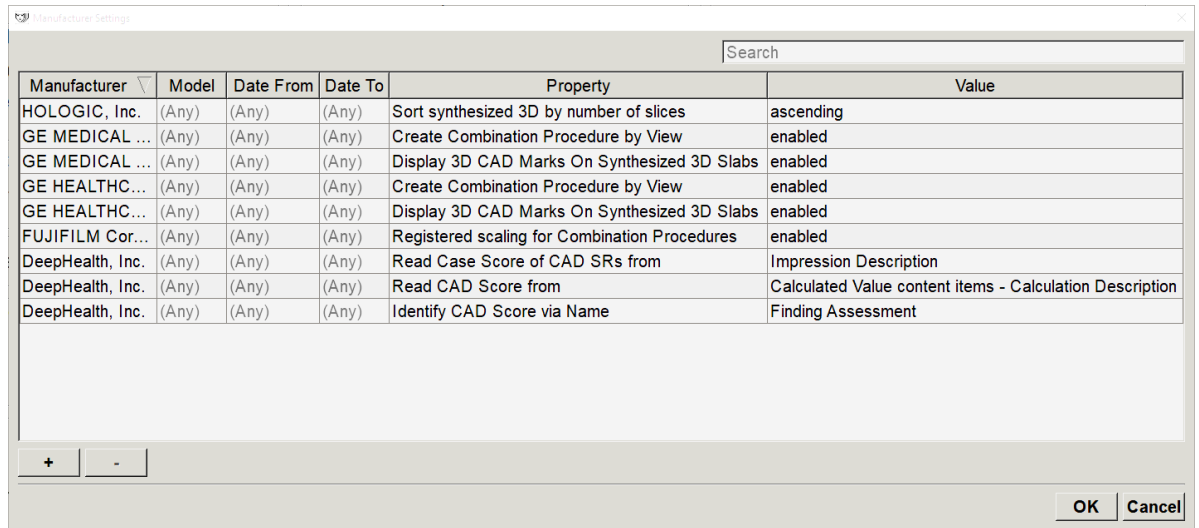 Manufacturer Settings
Search
Manufacturer Model Date From Date To Property Value
HOLOGIC, Inc. (Any) (Any) (Any) Sort synthesized 3D by number of slices ascending
GE MEDICAL ... (Any) (Any) (Any) Create Combination Procedure by View enabled
GE MEDICAL ... (Any) (Any) (Any) Display 3D CAD Marks On Synthesized 3D Slabs enabled
GE HEALTHC... (Any) (Any) (Any) Create Combination Procedure by View enabled
GE HEALTHC... (Any) (Any) (Any) Display 3D CAD Marks On Synthesized 3D Slabs enabled
FUJIFILM Cor... (Any) (Any) (Any) Registered scaling for Combination Procedures enabled
DeepHealth, Inc. (Any) (Any) (Any) Read Case Score of CAD SRs from Impression Description
DeepHealth, Inc. (Any) (Any) (Any) Read CAD Score from Calculated Value content items - Calculation Description
DeepHealth, Inc. (Any) (Any) (Any) Identify CAD Score via Name Finding Assessment
+ -
OK Cancel